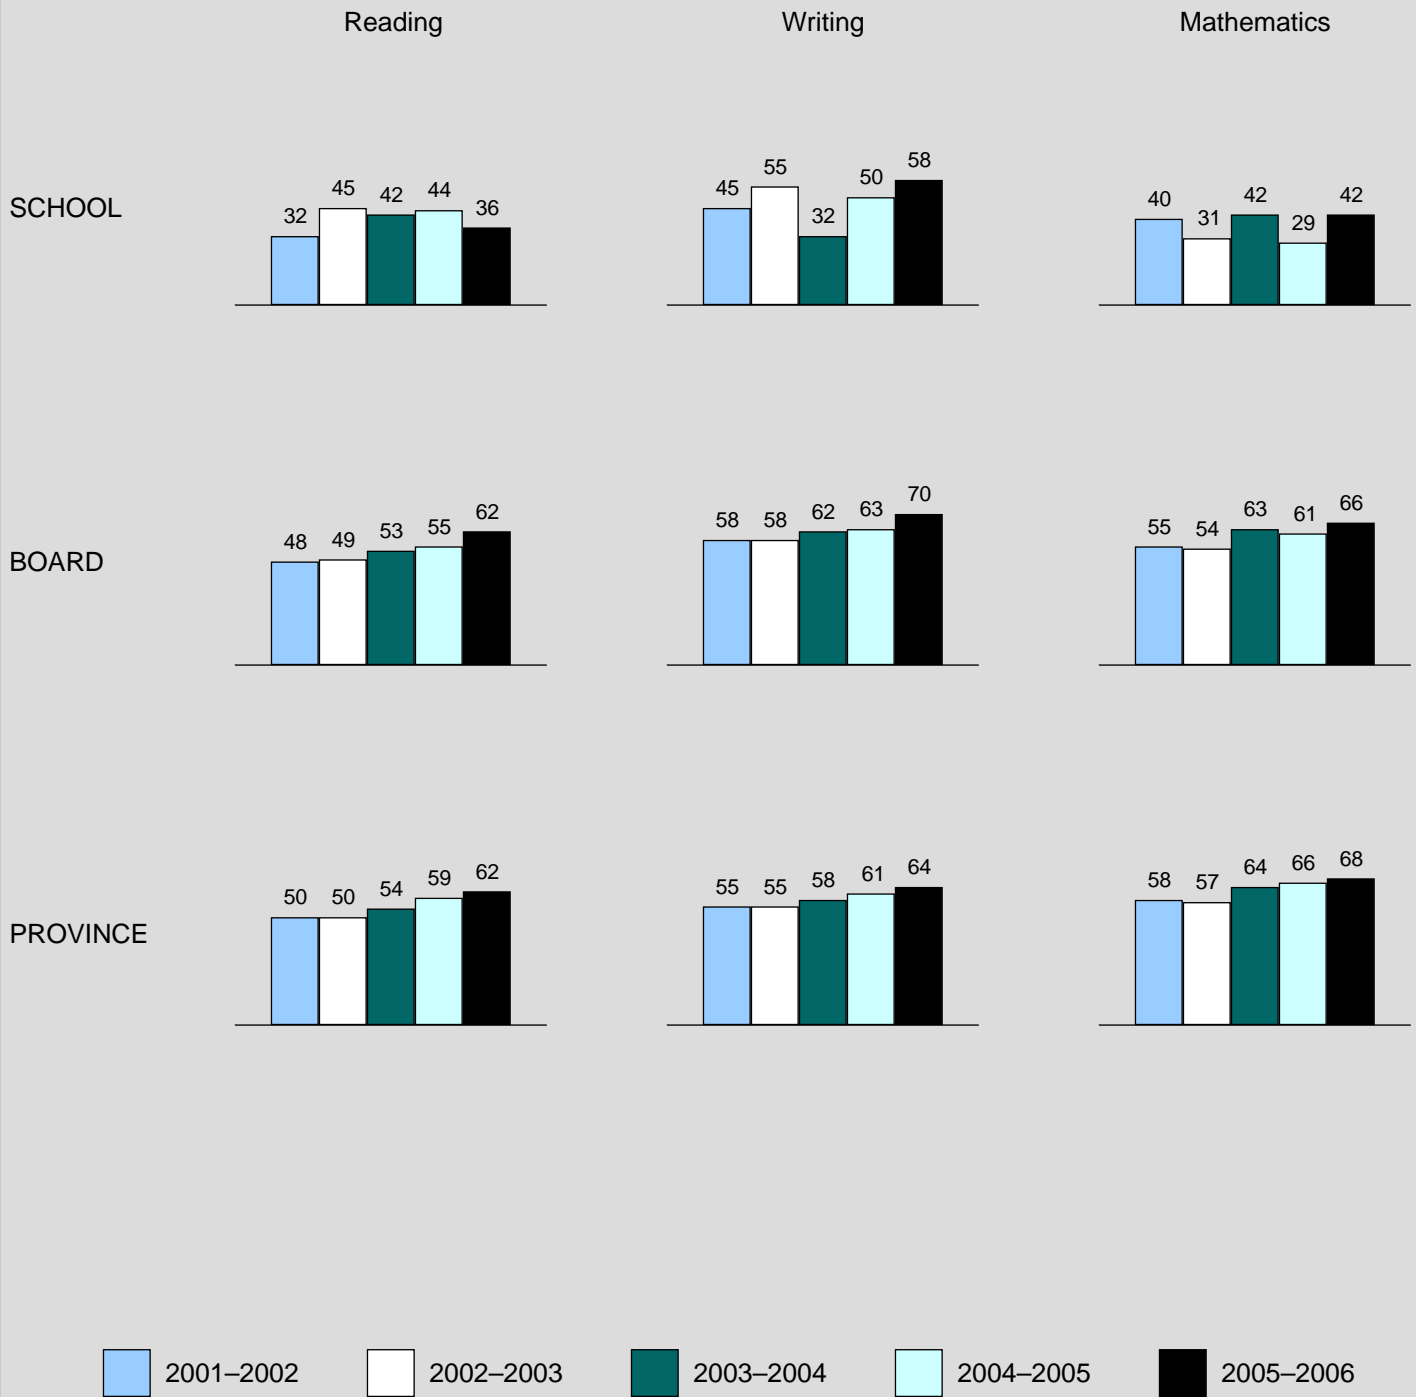 Reading Writing Mathematics
SCHOOL
32 45 42 44 36
45 55 32 50 58
40 31 42 29 42
BOARD
48 49 53 55 62
58 58 62 63 70
55 54 63 61 66
PROVINCE
50 50 54 59 62
55 55 58 61 64
58 57 64 66 68
2001–2002 2002–2003 2003–2004 2004–2005 2005–2006